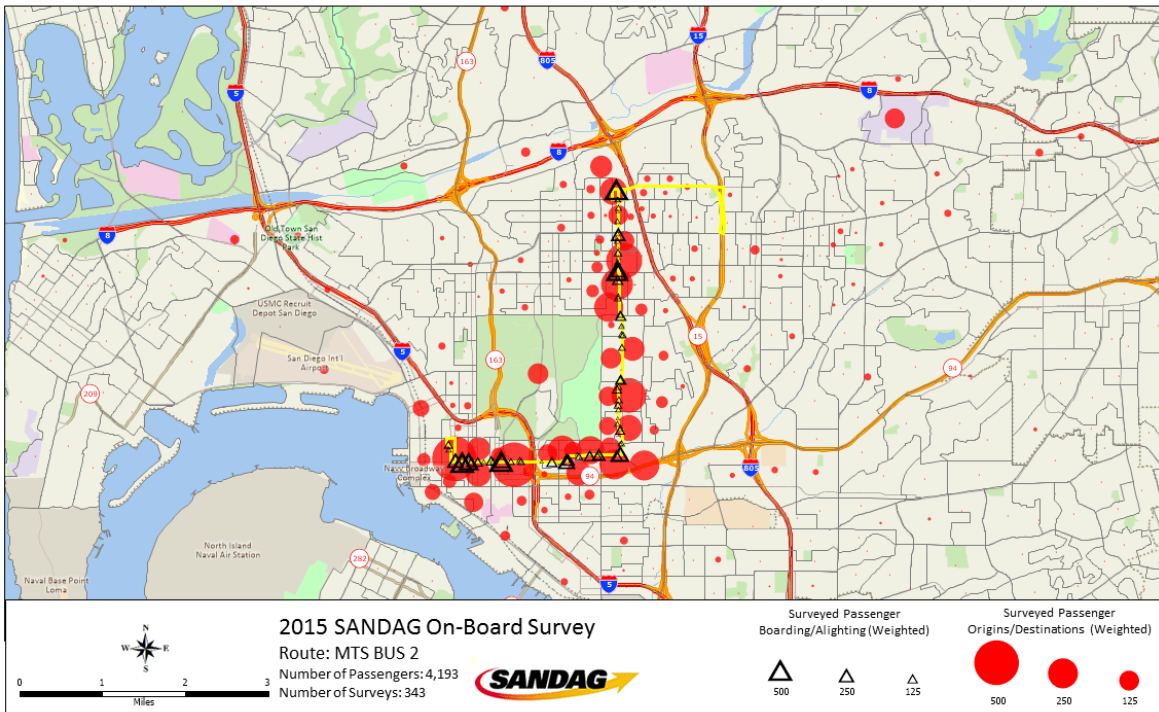 163
805
15
5
8
8
Old Town San
Diego State Hist
Park
8
USMC Recruit
Depot San Diego
San Diego Int'l
Airport
5
163
15
94
209
Navy Broadway
Complex
94
805
North Island
Naval Air Station
282
Naval Base Point
Loma
5
N
W E
S
0 1 2 3
Miles
2015 SANDAG On-Board Survey
Route: MTS BUS 2
Number of Passengers: 4,193
Number of Surveys: 343
SANDAG
Surveyed Passenger
Boarding/Alighting (Weighted)
500 250 125
Surveyed Passenger
Origins/Destinations (Weighted)
500 250 125